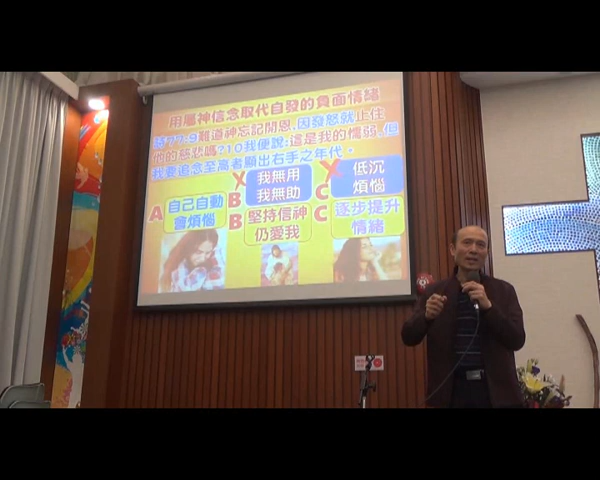 用屬神信念取代自發的負面情緒
詩77:9難道神忘記開恩,因發怒就止住
他的慈悲嗎?10我便說:這是我的懦弱,但
我要追念至高者顯出右手之年代。
X 我無用 X 低沉
B 我無助 C 煩惱
A 自己自動 B 堅持信神 C 逐步提升
會煩惱 仍愛我 情緒